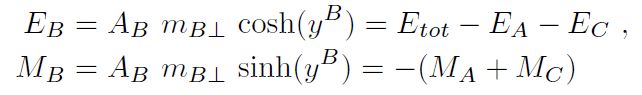 E_B = A_B m_{B⊥} cosh(y^B) = E_{tot} − E_A − E_C ,
M_B = A_B m_{B⊥} sinh(y^B) = −(M_A + M_C)